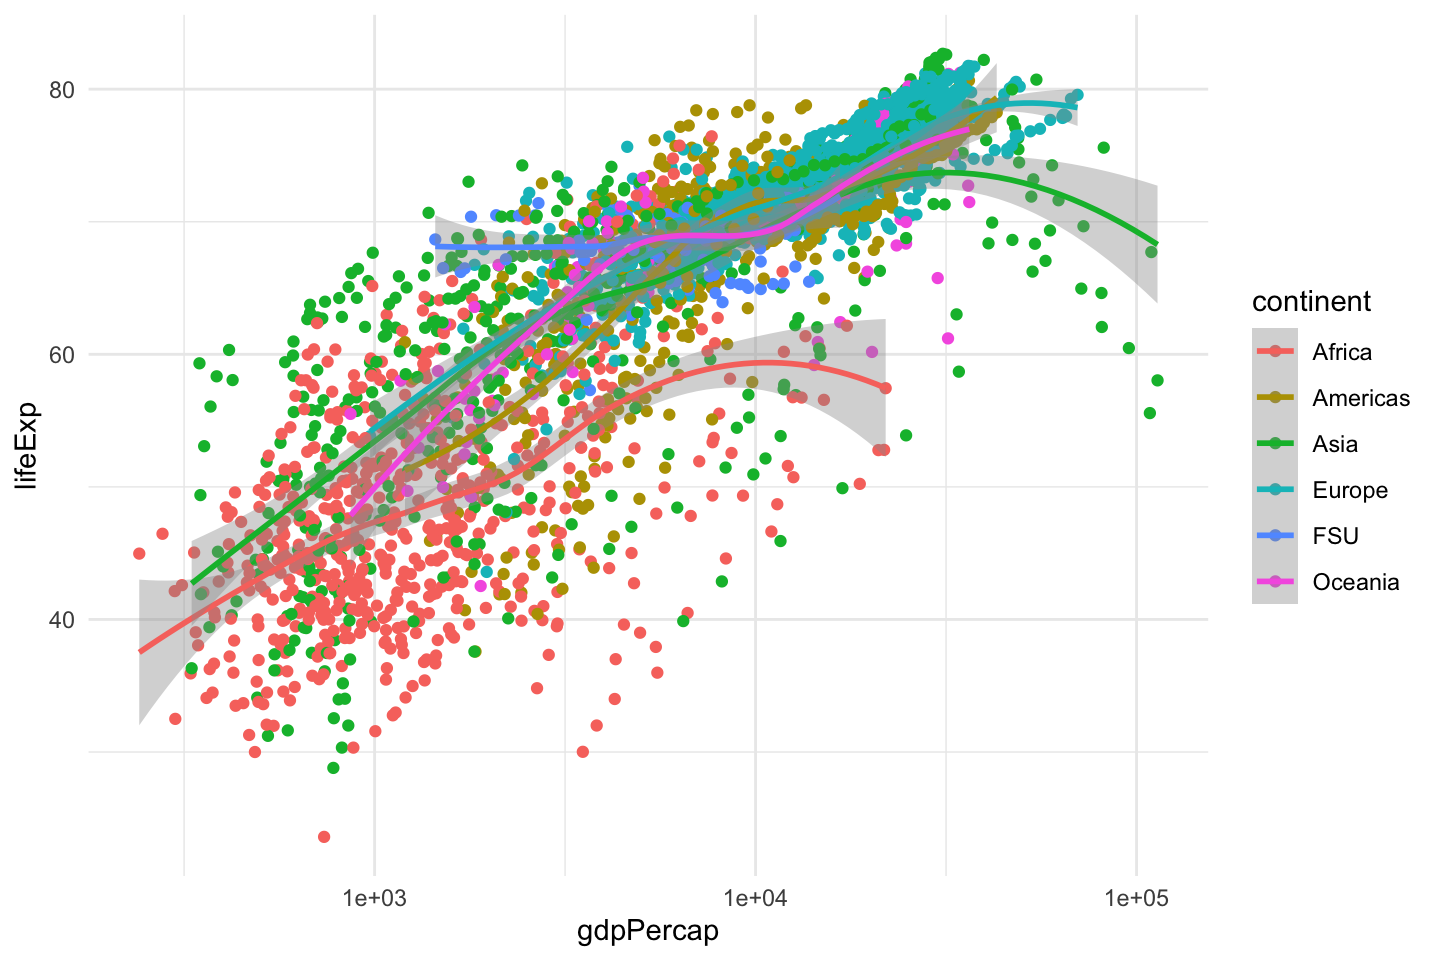 80
60
40
lifeExp
1e+03
1e+04
1e+05
gdpPercap
continent
Africa
Americas
Asia
Europe
FSU
Oceania